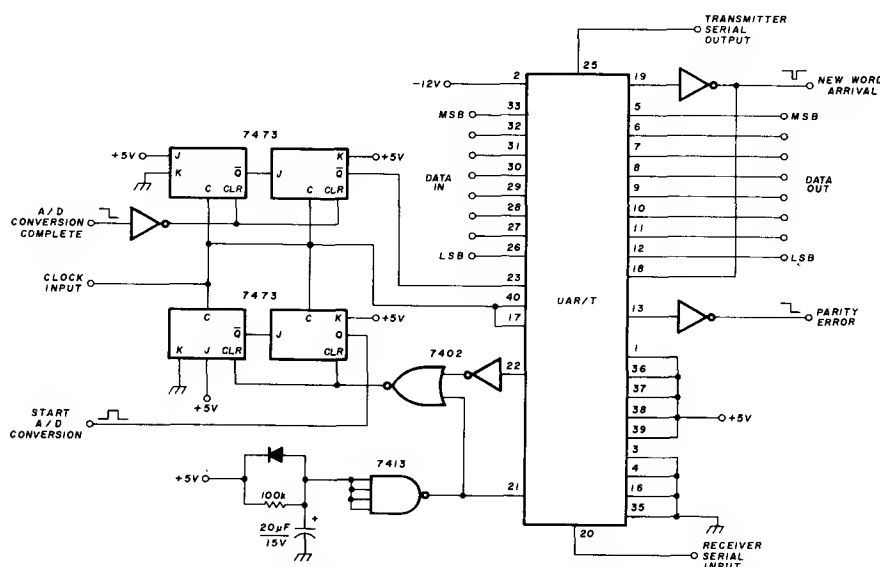 TRANSMITTER
SERIAL
OUTPUT
25
-12V
2
19
NEW WORD
ARRIVAL
MSB
33
5
MSB
32
6
31
7
DATA
IN
30
8
DATA
OUT
29
9
28
10
27
11
LSB
26
12
LSB
18
23
40
17
UAR/T
13
PARITY
ERROR
22
1
36
37
38
+5V
39
3
4
21
16
35
20
RECEIVER
SERIAL
INPUT
7473
+5V
J
K
Q
C
CLR
J
K
+5V
Q
C
CLR
A/D
CONVERSION
COMPLETE
CLOCK
INPUT
7473
C
Q
K
J
CLR
+5V
C
K
+5V
J
Q
CLR
7402
START
A/D
CONVERSION
7413
+5V
100k
20µF
15V
+